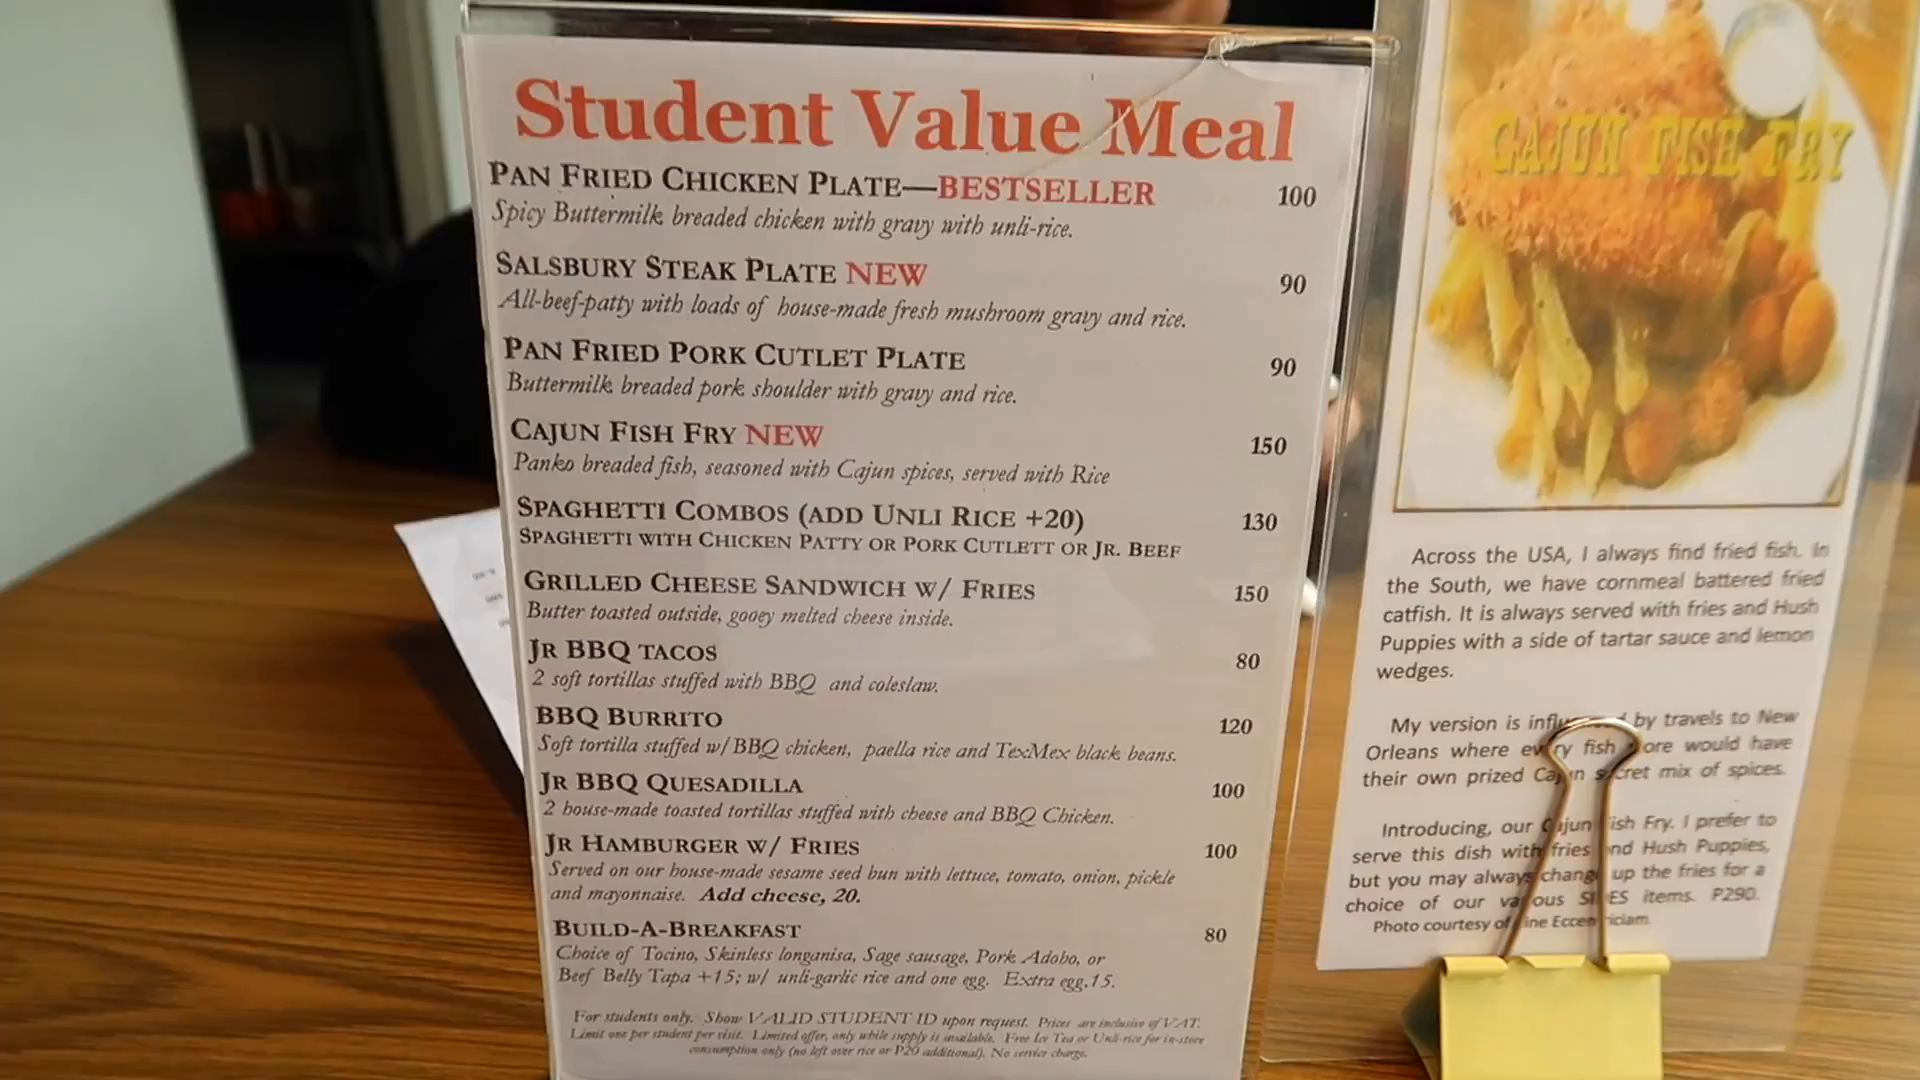 Student Value Meal
PAN FRIED CHICKEN PLATE—BESTSELLER 100
Spicy Buttermilk breaded chicken with gravy with unli-rice.
SALSBURY STEAK PLATE NEW 90
All-beef-patty with loads of house-made fresh mushroom gravy and rice.
PAN FRIED PORK CUTLET PLATE 90
Buttermilk breaded pork shoulder with gravy and rice.
CAJUN FISH FRY NEW 150
Panko breaded fish, seasoned with Cajun spices, served with Rice
SPAGHETTI COMBOS (ADD UNLI RICE +20) 130
SPAGHETTI WITH CHICKEN PATTY OR PORK CUTLETT OR JR. BEEF
GRILLED CHEESE SANDWICH W/ FRIES 150
Butter toasted outside, gooey melted cheese inside.
JR BBQ TACOS 80
2 soft tortillas stuffed with BBQ and coleslaw.
BBQ BURRITO 120
Soft tortilla stuffed w/ BBQ chicken, paella rice and TexMex black beans.
JR BBQ QUESADILLA 100
2 house-made toasted tortillas stuffed with cheese and BBQ Chicken.
JR HAMBURGER W/ FRIES 100
Served on our house-made sesame seed bun with lettuce, tomato, onion, pickle
and mayonnaise. Add cheese, 20.
BUILD-A-BREAKFAST 80
Choice of Tocino, Skinless longanisa, Sage sausage, Pork Adobo, or
Beef Belly Tapa +15; w/ unli-garlic rice and one egg. Extra egg,15.
For students only. Show VALID STUDENT ID upon request. Prices are inclusive of VAT.
Limit one per student per visit. Limited offer, only while supply is available. Free Ice Tea or Unli-rice for in-store
consumption only (no left over rice or P20 additional). No service charge.
CAJUN FISH FRY
Across the USA, I always find fried fish. In
the South, we have cornmeal battered fried
catfish. It is always served with fries and Hush
Puppies with a side of tartar sauce and lemon
wedges.
My version is by travels to New
Orleans where every fish would have
their own prized Cajun secret mix of spices.
Introducing, our Cajun Fish Fry. I prefer to
serve this dish with fries and Hush Puppies,
but you may always change up the fries for a
choice of our various SIDES items. P290.
Photo courtesy of